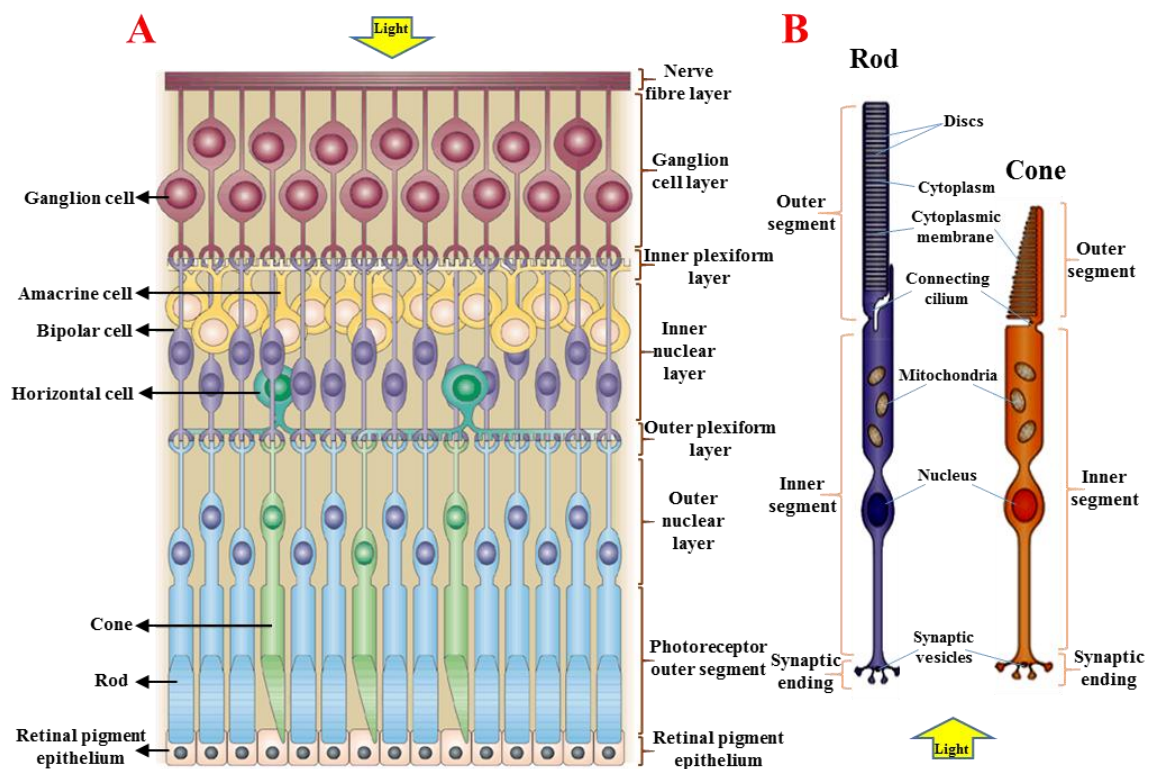 A
Light
Nerve
fibre layer
Ganglion
cell layer
Ganglion cell
Inner plexiform
layer
Amacrine cell
Bipolar cell
Inner
nuclear
layer
Horizontal cell
Outer plexiform
layer
Outer
nuclear
layer
Cone
Photoreceptor
outer segment
Rod
Retinal pigment
epithelium
Retinal pigment
epithelium
B
Rod
Cone
Discs
Cytoplasm
Cytoplasmic
membrane
Outer
segment
Outer
segment
Connecting
cilium
Mitochondria
Nucleus
Inner
segment
Inner
segment
Synaptic
vesicles
Synaptic
ending
Synaptic
ending
Light